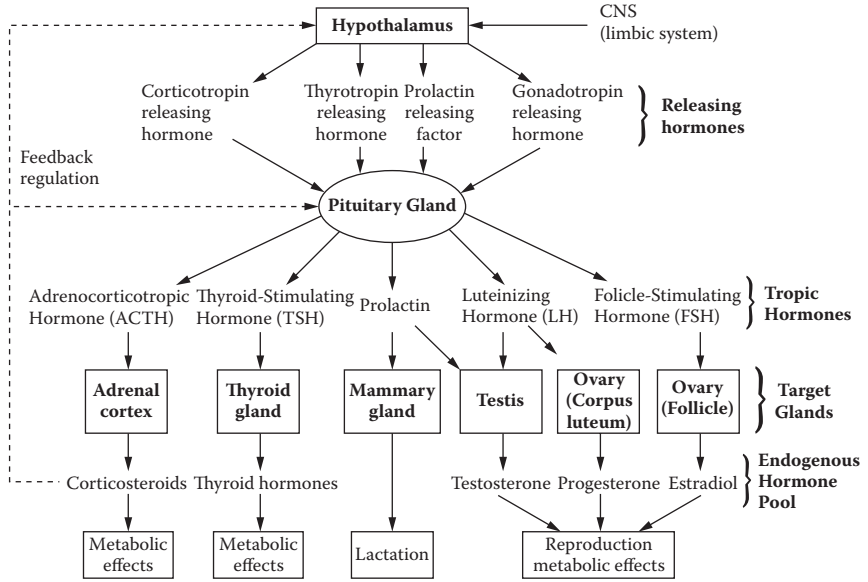 Hypothalamus
CNS
(limbic system)
Corticotropin
releasing
hormone
Thyrotropin
releasing
hormone
Prolactin
releasing
factor
Gonadotropin
releasing
hormone
Releasing
hormones
Feedback
regulation
Pituitary Gland
Adrenocorticotropic
Hormone (ACTH)
Thyroid-Stimulating
Hormone (TSH)
Prolactin
Luteinizing
Hormone (LH)
Folicle-Stimulating
Hormone (FSH)
Tropic
Hormones
Adrenal
cortex
Thyroid
gland
Mammary
gland
Testis
Ovary
(Corpus
luteum)
Ovary
(Follicle)
Target
Glands
Corticosteroids
Thyroid hormones
Testosterone
Progesterone
Estradiol
Endogenous
Hormone
Pool
Metabolic
effects
Metabolic
effects
Lactation
Reproduction
metabolic effects